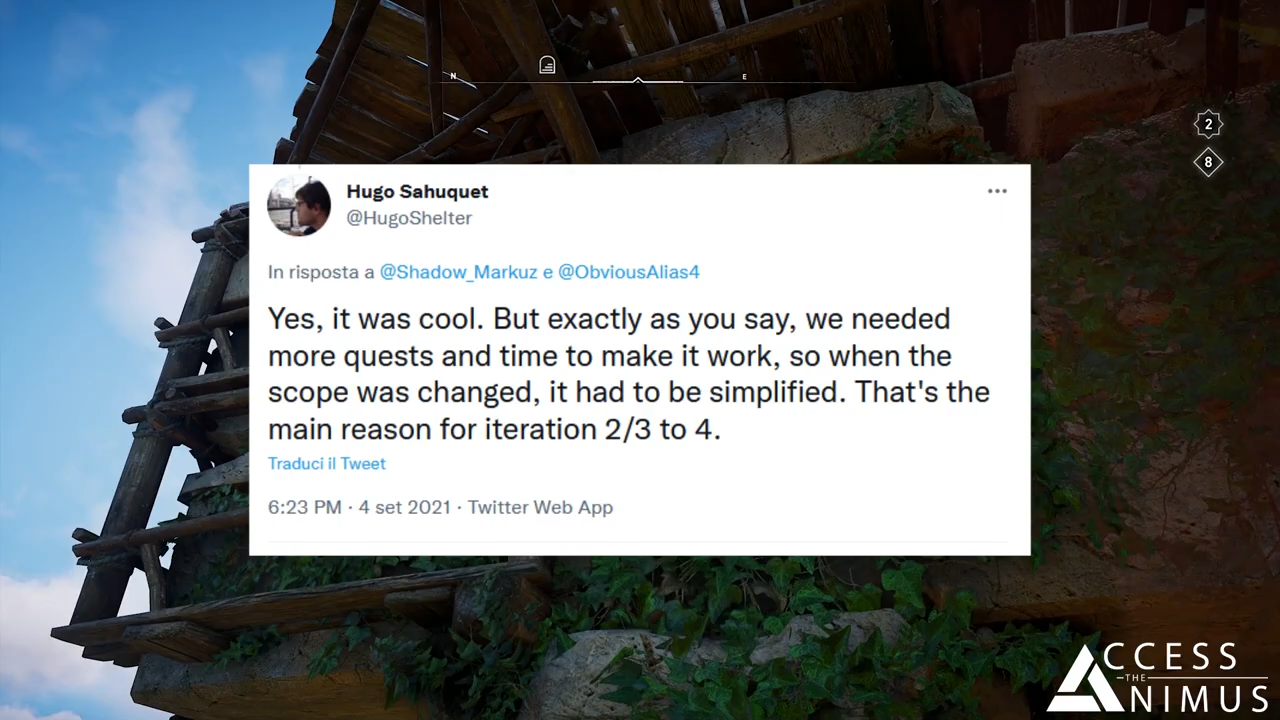 N
E
2
8
Hugo Sahuquet
@HugoShelter
In risposta a @Shadow_Markuz e @ObviousAlias4
Yes, it was cool. But exactly as you say, we needed
more quests and time to make it work, so when the
scope was changed, it had to be simplified. That's the
main reason for iteration 2/3 to 4.
Traduci il Tweet
6:23 PM · 4 set 2021 · Twitter Web App
ACCESS
THE
ANIMUS